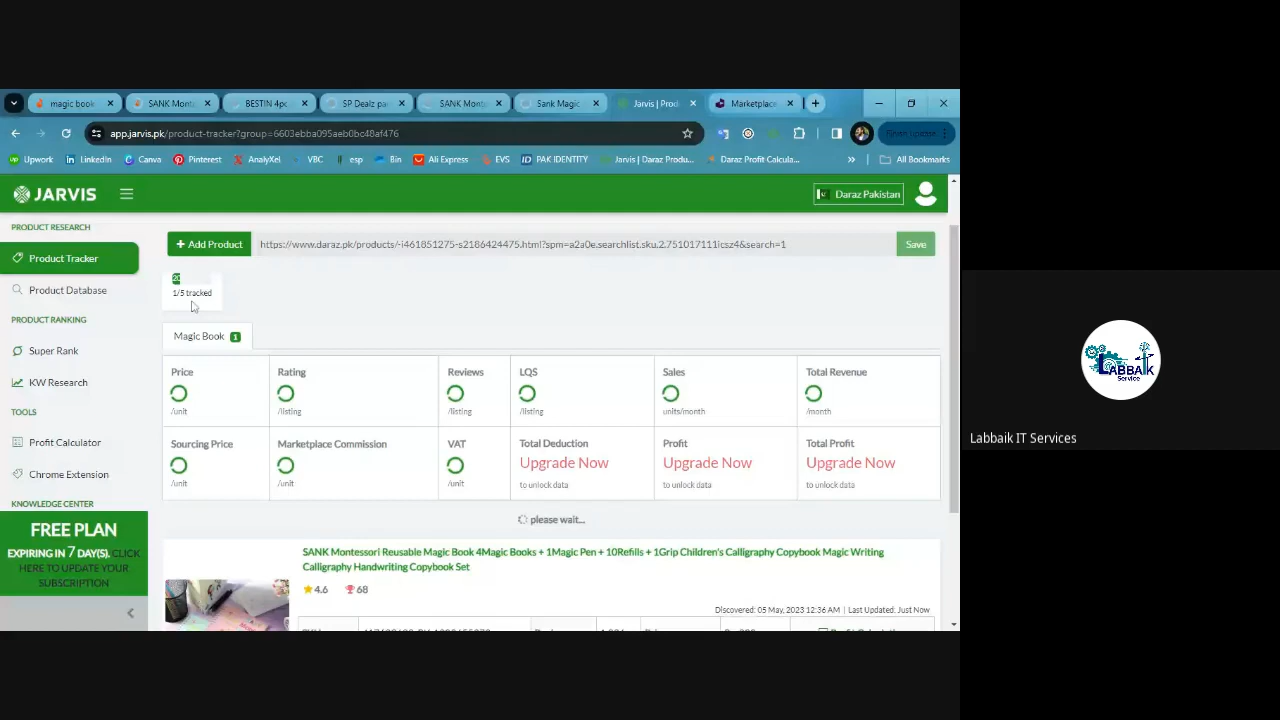 magic book
SANK Mont
BESTIN 4pc
SP Dealz pa
SANK Mont
Sank Magic
Jarvis | Prod
Marketplace
app.jarvis.pk/product-tracker?group=6603ebba095aeb0bc48af476
Upwork
LinkedIn
Canva
Pinterest
AnalyXel
VBC
esp
Bin
Ali Express
EVS
PAK IDENTITY
Jarvis | Daraz Produ...
Daraz Profit Calcula...
»
All Bookmarks
JARVIS
Daraz Pakistan
PRODUCT RESEARCH
Product Tracker
Product Database
PRODUCT RANKING
Super Rank
KW Research
TOOLS
Profit Calculator
Chrome Extension
KNOWLEDGE CENTER
FREE PLAN
EXPIRING IN 7 DAY(S). CLICK
HERE TO UPDATE YOUR
SUBSCRIPTION
+ Add Product
https://www.daraz.pk/products/-i461851275-s2186424475.html?spm=a2a0e.searchlist.sku.2.751017111icsz4&search=1
Save
1/5 tracked
Magic Book 1
Price
/unit
Rating
/listing
Reviews
/listing
LQS
/listing
Sales
units/month
Total Revenue
/month
Sourcing Price
/unit
Marketplace Commission
/unit
VAT
/unit
Total Deduction
Upgrade Now
to unlock data
Profit
Upgrade Now
to unlock data
Total Profit
Upgrade Now
to unlock data
please wait...
SANK Montessori Reusable Magic Book 4Magic Books + 1Magic Pen + 10Refills + 1Grip Children's Calligraphy Copybook Magic Writing
Calligraphy Handwriting Copybook Set
4.6
68
Discovered: 05 May, 2023 12:36 AM | Last Updated: Just Now
LABBAIK
Service
Labbaik IT Services